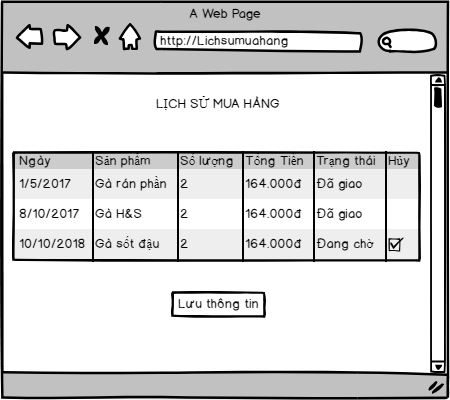 A Web Page
http://Lichsumuahang
LỊCH SỬ MUA HÀNG
Ngày Sản phẩm Số lượng Tổng Tiền Trạng thái Hủy
1/5/2017 Gà rán phần 2 164.000đ Đã giao
8/10/2017 Gà H&S 2 164.000đ Đã giao
10/10/2018 Gà sốt đậu 2 164.000đ Đang chờ
Lưu thông tin